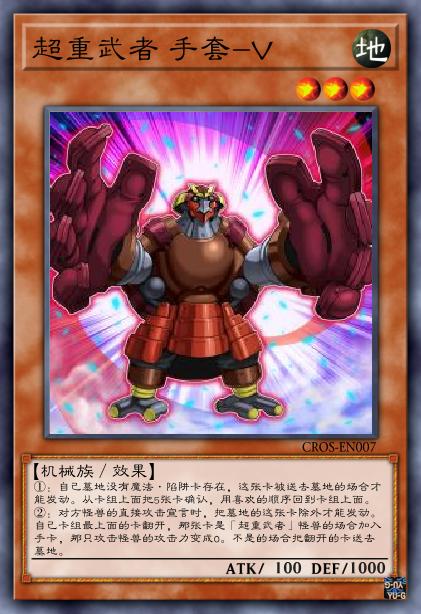 超重武者 手套-V
地
CROS-EN007
【机械族／效果】
①：自己墓地没有魔法·陷阱卡存在，这张卡被送去墓地的场合才
能发动。从卡组上面把5张卡确认，用喜欢的顺序回到卡组上面。
②：对方怪兽的直接攻击宣言时，把墓地的这张卡除外才能发动。
自己卡组最上面的卡翻开，那张卡是「超重武者」怪兽的场合加入
手卡，那只攻击怪兽的攻击力变成0。不是的场合把翻开的卡送去
墓地。
ATK/ 100 DEF/1000